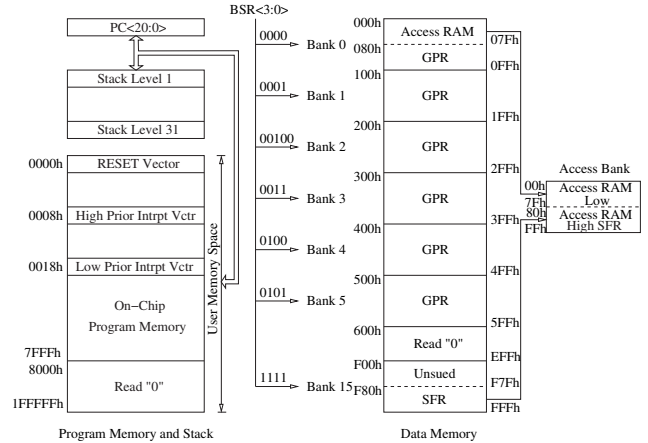 PC<20:0>
Stack Level 1
Stack Level 31
0000h
RESET Vector
0008h
High Prior Intrpt Vctr
0018h
Low Prior Intrpt Vctr
On-Chip
Program Memory
7FFFh
8000h
Read "0"
1FFFFFh
User Memory Space
Program Memory and Stack
BSR<3:0>
0000
Bank 0
0001
Bank 1
00100
Bank 2
0011
Bank 3
0100
Bank 4
0101
Bank 5
1111
Bank 15
000h
Access RAM
07Fh
080h
GPR
0FFh
100h
GPR
1FFh
200h
GPR
2FFh
300h
GPR
3FFh
400h
GPR
4FFh
500h
GPR
5FFh
600h
Read "0"
EFFh
F00h
Unsued
F7Fh
F80h
SFR
FFFh
Data Memory
Access Bank
00h
Access RAM
Low
7Fh
80h
Access RAM
High SFR
FFh